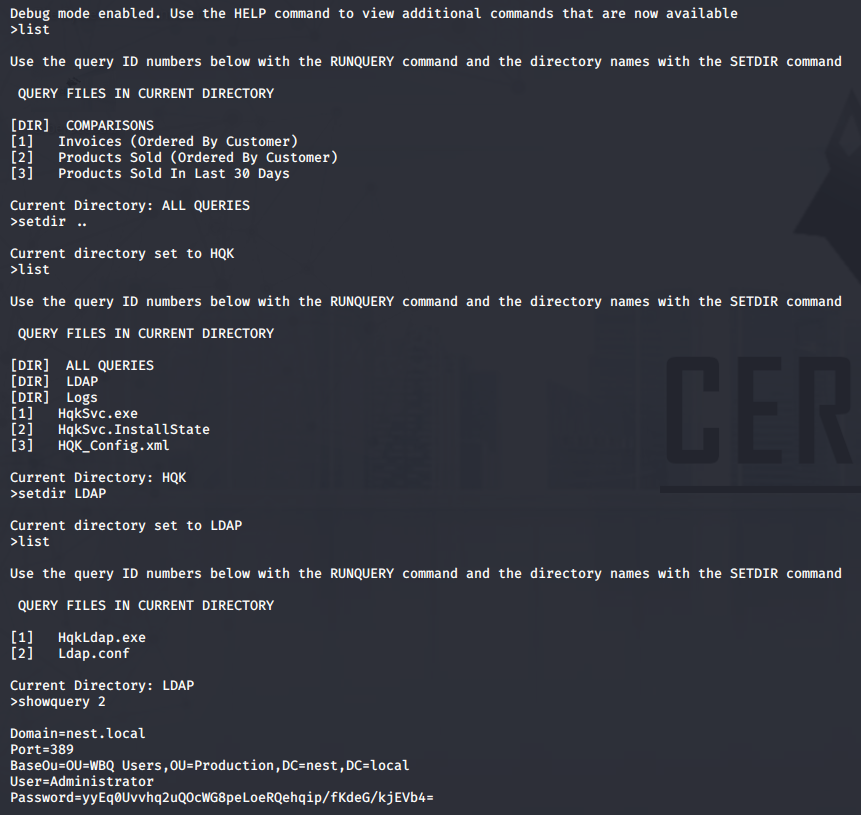 Debug mode enabled. Use the HELP command to view additional commands that are now available
>list
Use the query ID numbers below with the RUNQUERY command and the directory names with the SETDIR command
QUERY FILES IN CURRENT DIRECTORY
[DIR]  COMPARISONS
[1]   Invoices (Ordered By Customer)
[2]   Products Sold (Ordered By Customer)
[3]   Products Sold In Last 30 Days
Current Directory: ALL QUERIES
>setdir ..
Current directory set to HQK
>list
Use the query ID numbers below with the RUNQUERY command and the directory names with the SETDIR command
QUERY FILES IN CURRENT DIRECTORY
[DIR]  ALL QUERIES
[DIR]  LDAP
[DIR]  Logs
[1]   HqkSvc.exe
[2]   HqkSvc.InstallState
[3]   HQK_Config.xml
Current Directory: HQK
>setdir LDAP
Current directory set to LDAP
>list
Use the query ID numbers below with the RUNQUERY command and the directory names with the SETDIR command
QUERY FILES IN CURRENT DIRECTORY
[1]   HqkLdap.exe
[2]   Ldap.conf
Current Directory: LDAP
>showquery 2
Domain=nest.local
Port=389
BaseOu=OU=WBQ Users,OU=Production,DC=nest,DC=local
User=Administrator
Password=yyEq0Uvvhq2uQOcWG8peLoeRQehqip/fKdeG/kjEVb4=
CER